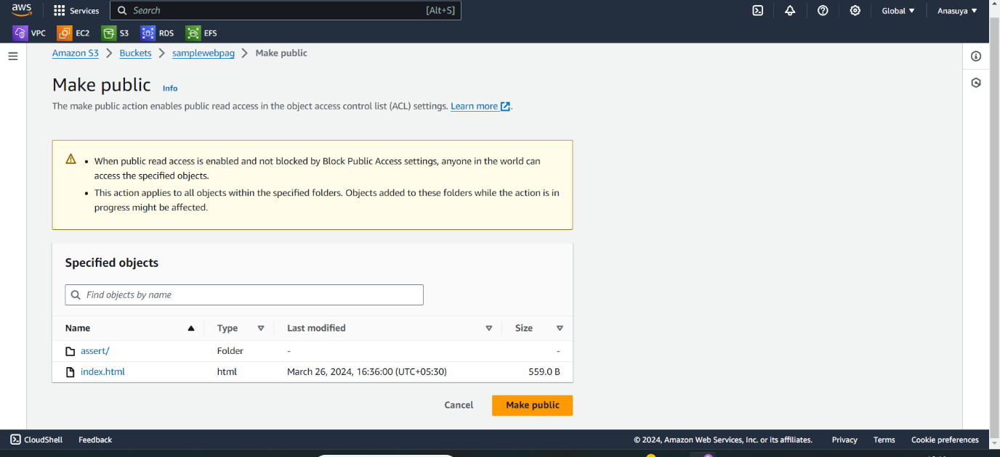 aws
Services
Search
[Alt+S]
Global
Anasuya
VPC
EC2
S3
RDS
EFS
Amazon S3
Buckets
samplewebpag
Make public
Make public
Info
The make public action enables public read access in the object access control list (ACL) settings. Learn more.
When public read access is enabled and not blocked by Block Public Access settings, anyone in the world can
access the specified objects.
This action applies to all objects within the specified folders. Objects added to these folders while the action is in
progress might be affected.
Specified objects
Find objects by name
Name Type Last modified Size
assert/ Folder - -
index.html html March 26, 2024, 16:36:00 (UTC+05:30) 559.0 B
Cancel Make public
CloudShell Feedback © 2024, Amazon Web Services, Inc. or its affiliates. Privacy Terms Cookie preferences